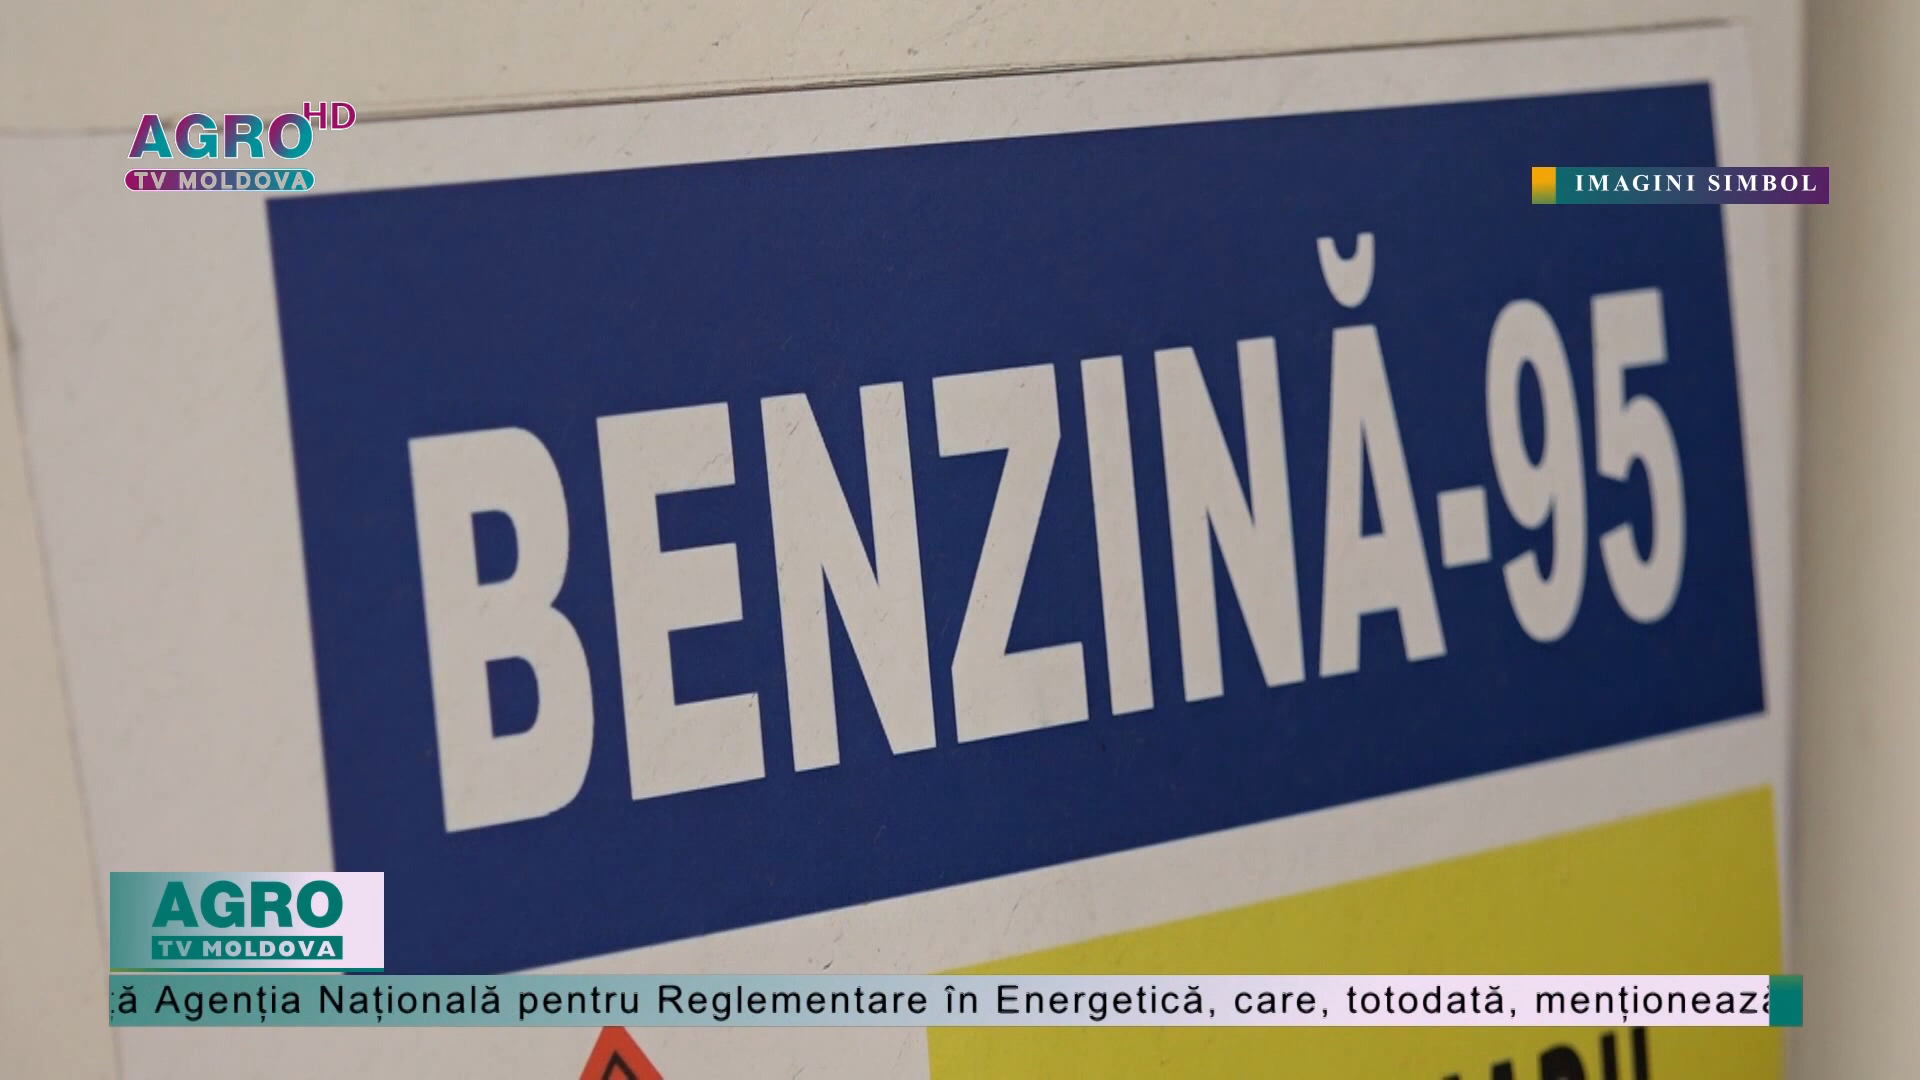 AGRO HD
TV MOLDOVA
IMAGINI SIMBOL
BENZINĂ-95
AGRO
TV MOLDOVA
Agenția Națională pentru Reglementare în Energetică, care, totodată, menționează